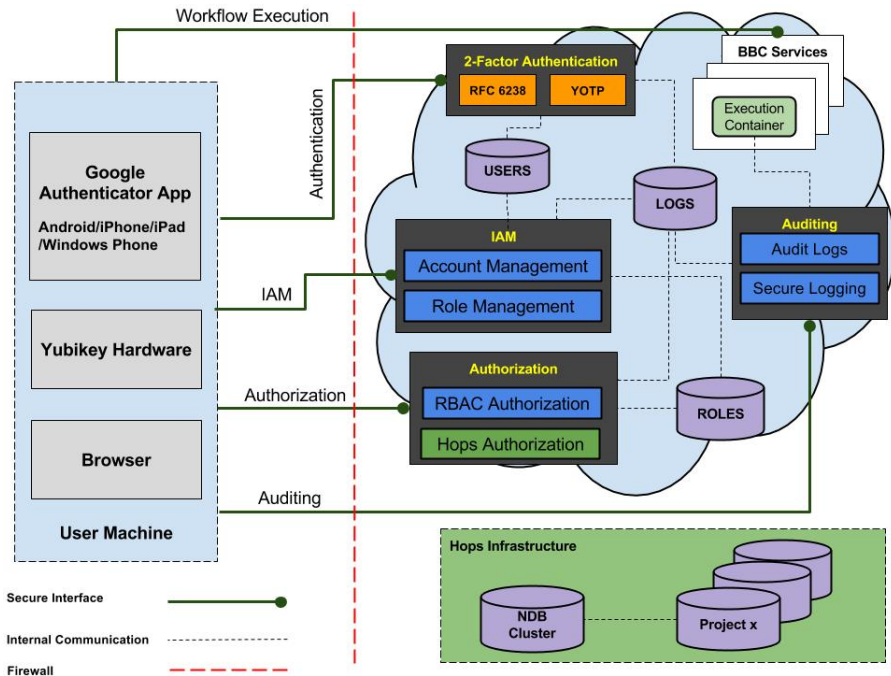 Workflow Execution
BBC Services
Execution
Container
2-Factor Authentication
RFC 6238
YOTP
Authentication
Google
Authenticator App
Android/iPhone/iPad
/Windows Phone
USERS
LOGS
IAM
Account Management
Role Management
Auditing
Audit Logs
Secure Logging
IAM
Yubikey Hardware
Authorization
RBAC Authorization
Hops Authorization
ROLES
Authorization
Browser
Auditing
User Machine
Hops Infrastructure
NDB
Cluster
Project x
Secure Interface
Internal Communication
Firewall